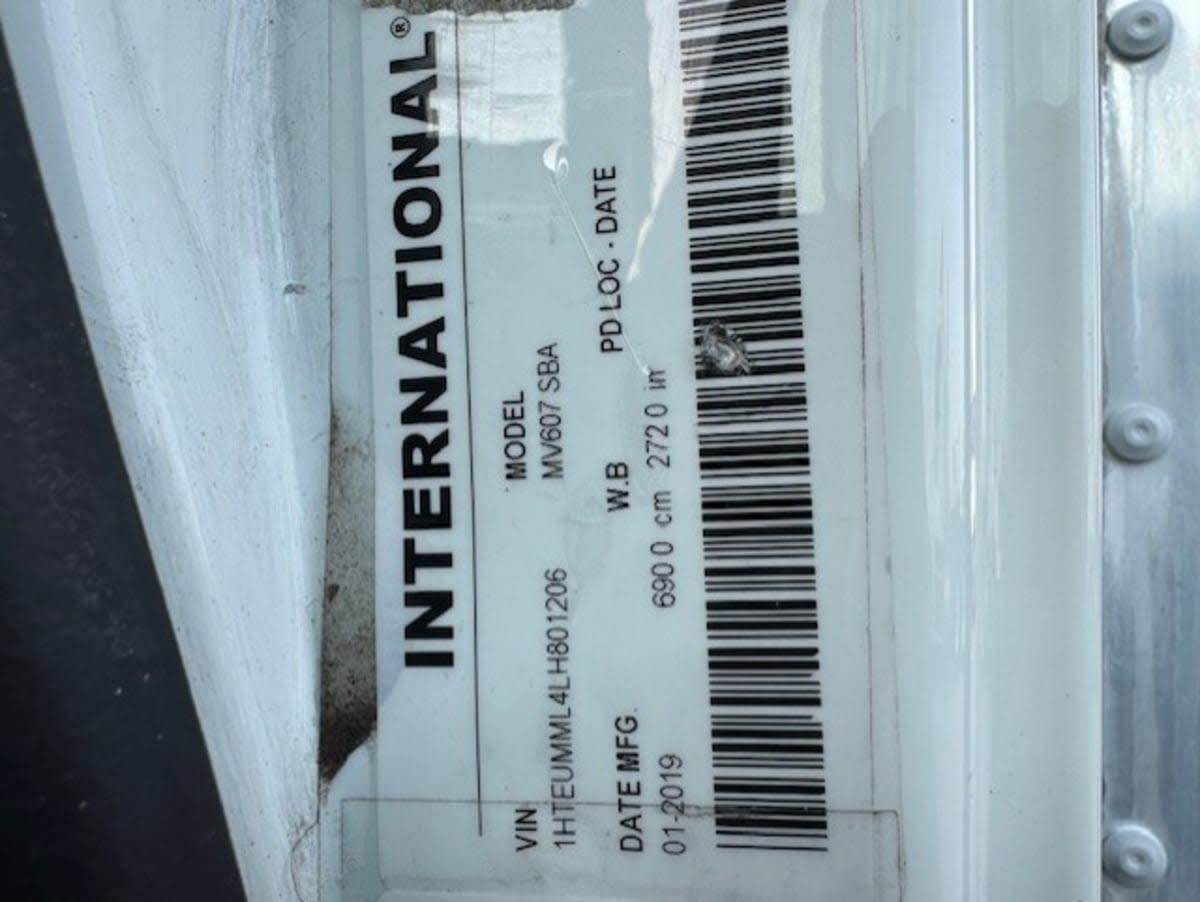 INTERNATIONAL®
VIN MODEL
1HTEUMML4LH801206 MV607 SBA
DATE MFG. W.B PD LOC - DATE
01-2019 690 0 cm 272 0 in